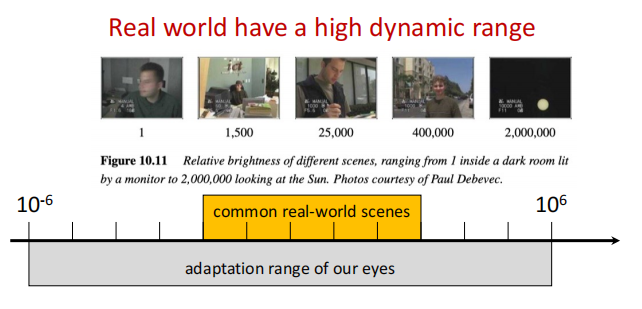 Real world have a high dynamic range
1 1,500 25,000 400,000 2,000,000
Figure 10.11 Relative brightness of different scenes, ranging from 1 inside a dark room lit
by a monitor to 2,000,000 looking at the Sun. Photos courtesy of Paul Debevec.
10-6 common real-world scenes 106
adaptation range of our eyes